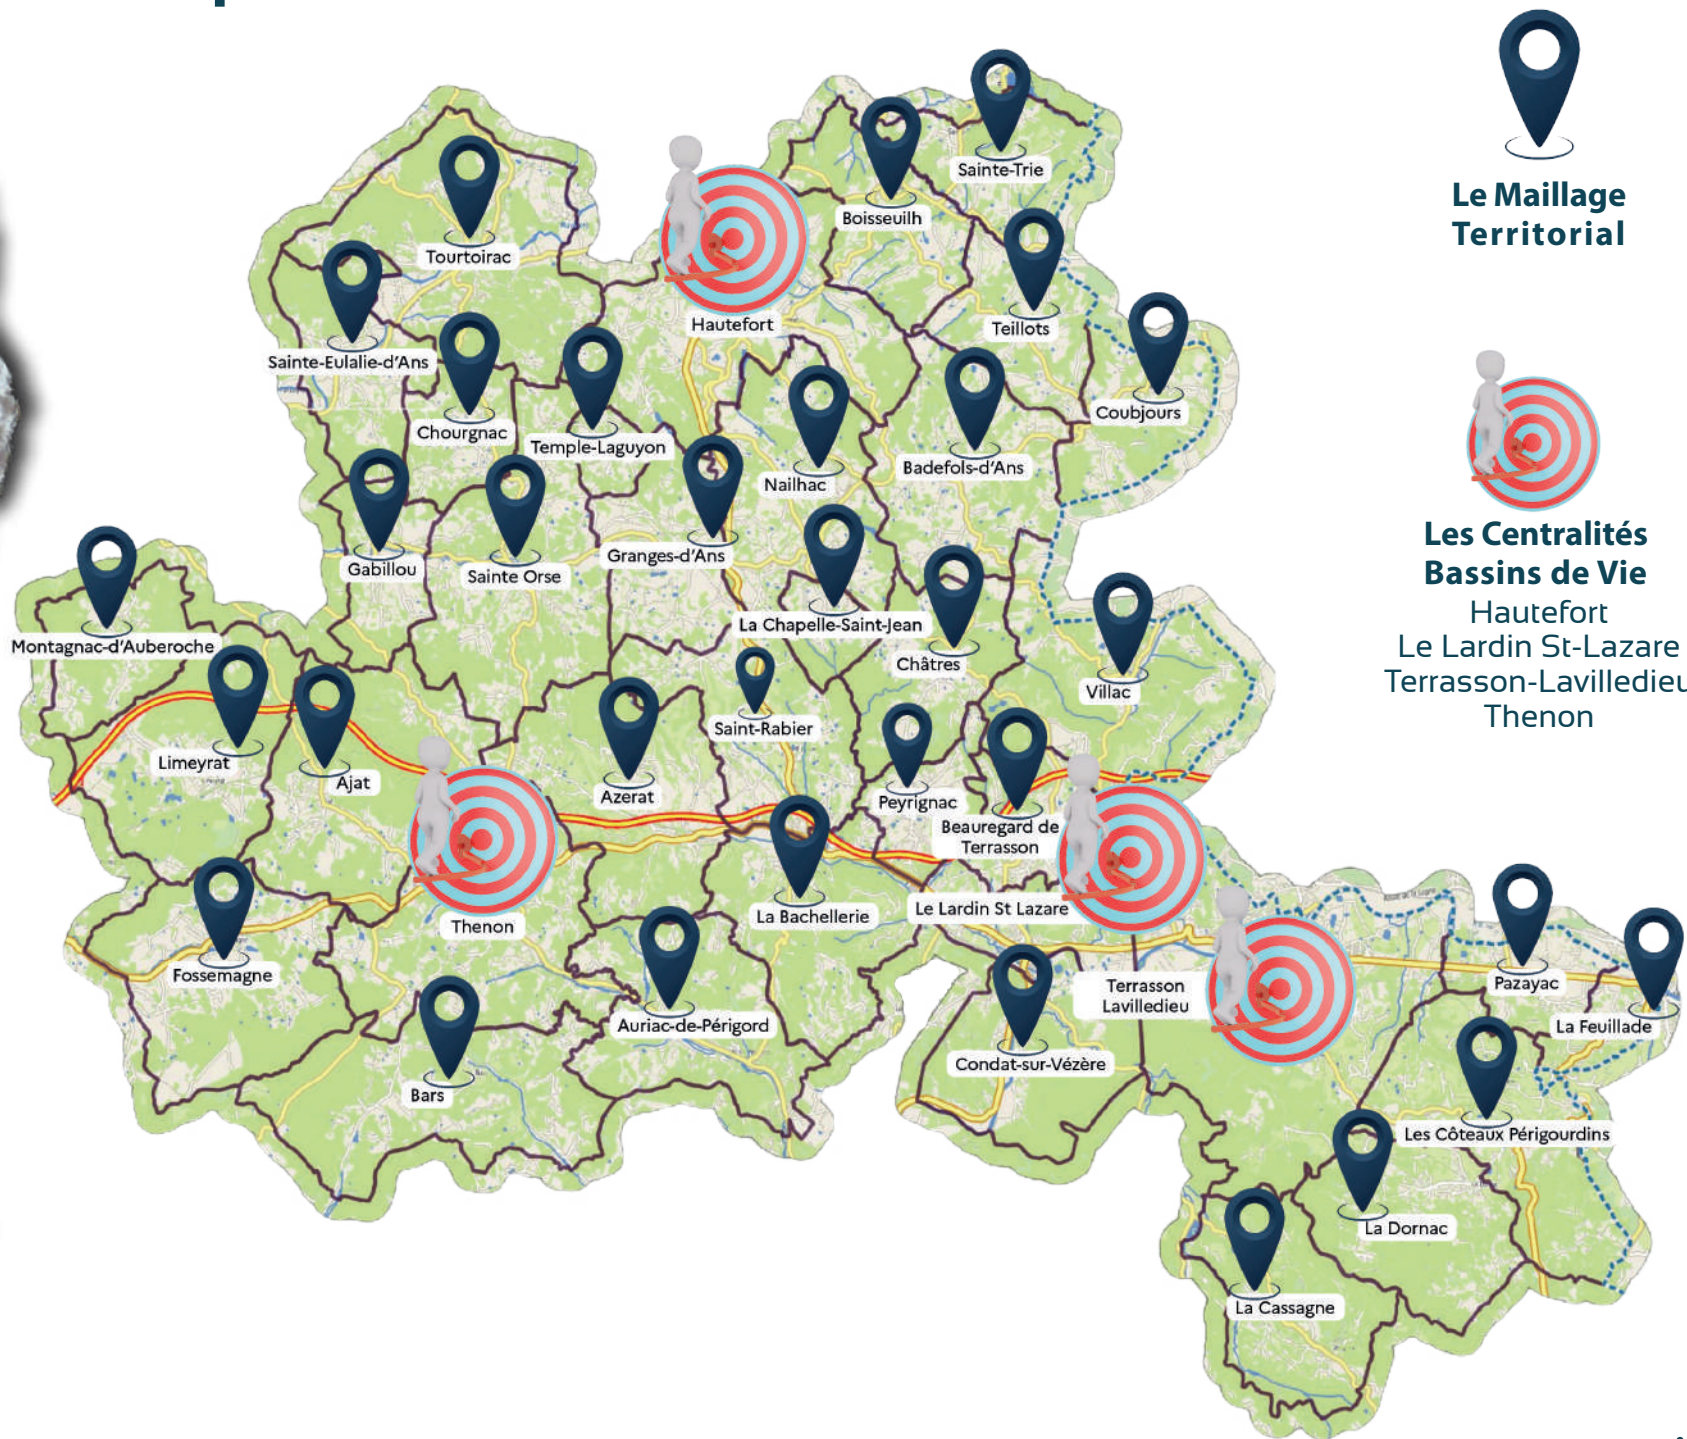 Sainte-Trie
Boisseuilh
Tourtoirac
Hautefort
Teillots
Sainte-Eulalie-d'Ans
Coubjours
Chourgnac
Temple-Laguyon
Nailhac
Badefols-d'Ans
Gabillou
Sainte Orse
Granges-d'Ans
La Chapelle-Saint-Jean
Châtres
Montagnac-d'Auberoche
Villac
Saint-Rabier
Limeyrat
Ajat
Azerat
Peyrignac
Beauregard de
Terrasson
Le Lardin St Lazare
La Bachellerie
Thenon
Fossemagne
Auriac-de-Périgord
Bars
Condat-sur-Vézère
Terrasson
Lavilledieu
Pazayac
La Feuillade
Les Côteaux Périgourdins
La Dornac
La Cassagne
Le Maillage
Territorial
Les Centralités
Bassins de Vie
Hautefort
Le Lardin St-Lazare
Terrasson-Lavilledieu
Thenon